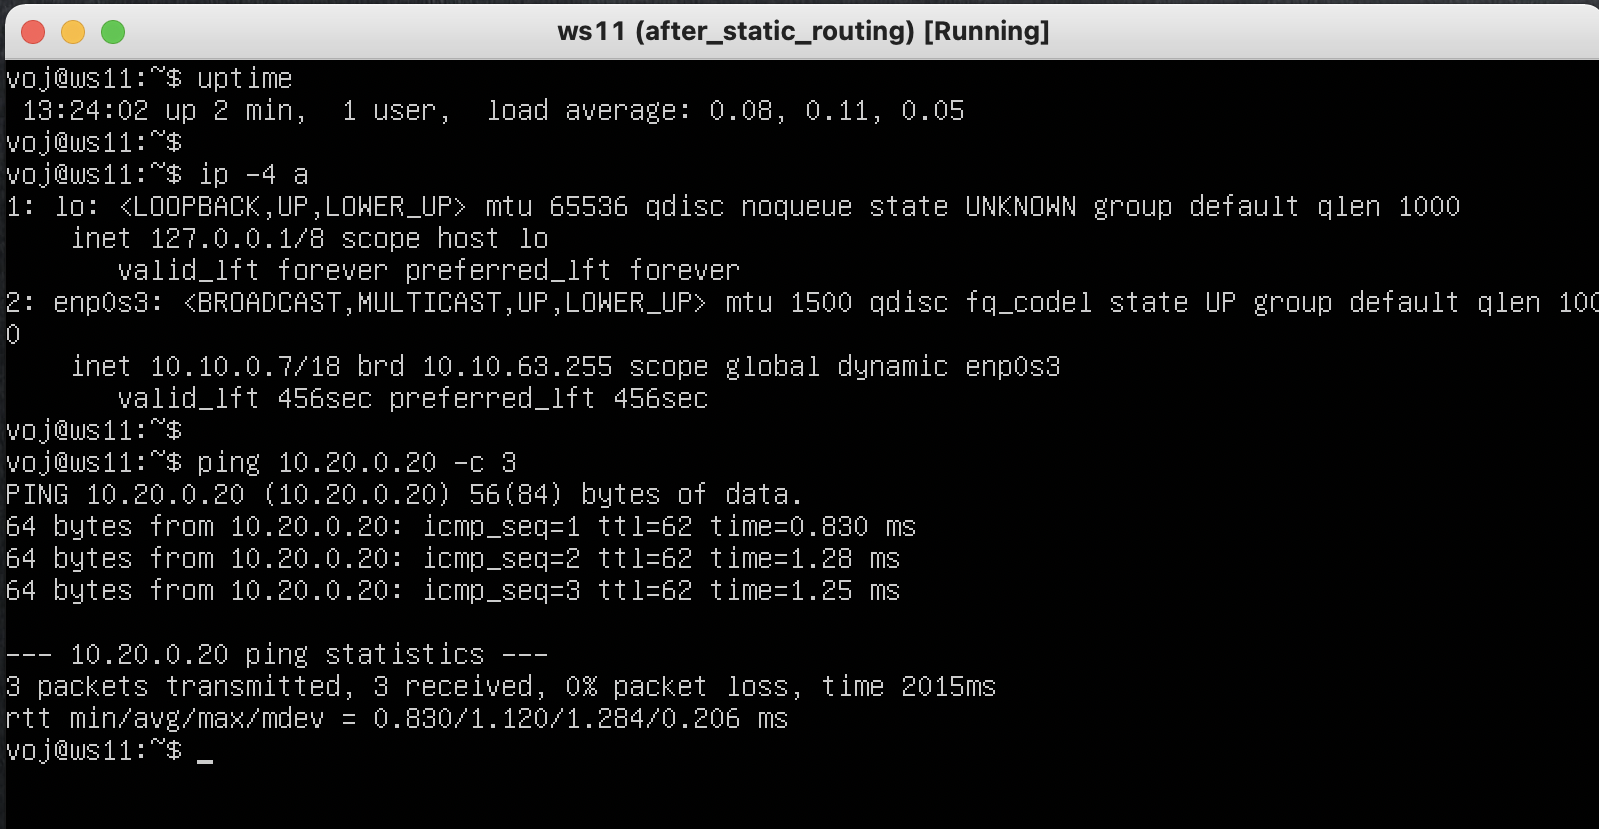 ws11 (after_static_routing) [Running]
voj@ws11:~$ uptime
 13:24:02 up 2 min,  1 user,  load average: 0.08, 0.11, 0.05
voj@ws11:~$
voj@ws11:~$ ip -4 a
1: lo: <LOOPBACK,UP,LOWER_UP> mtu 65536 qdisc noqueue state UNKNOWN group default qlen 1000
    inet 127.0.0.1/8 scope host lo
       valid_lft forever preferred_lft forever
2: enp0s3: <BROADCAST,MULTICAST,UP,LOWER_UP> mtu 1500 qdisc fq_codel state UP group default qlen 100
0
    inet 10.10.0.7/18 brd 10.10.63.255 scope global dynamic enp0s3
       valid_lft 456sec preferred_lft 456sec
voj@ws11:~$
voj@ws11:~$ ping 10.20.0.20 -c 3
PING 10.20.0.20 (10.20.0.20) 56(84) bytes of data.
64 bytes from 10.20.0.20: icmp_seq=1 ttl=62 time=0.830 ms
64 bytes from 10.20.0.20: icmp_seq=2 ttl=62 time=1.28 ms
64 bytes from 10.20.0.20: icmp_seq=3 ttl=62 time=1.25 ms

--- 10.20.0.20 ping statistics ---
3 packets transmitted, 3 received, 0% packet loss, time 2015ms
rtt min/avg/max/mdev = 0.830/1.120/1.284/0.206 ms
voj@ws11:~$ _